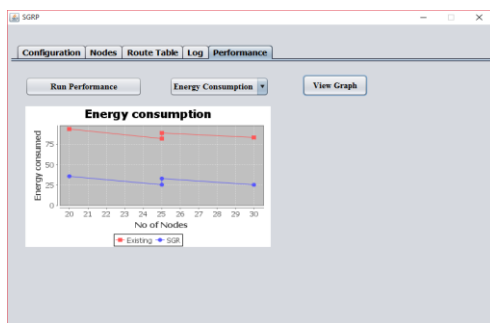 SGRP
Configuration Nodes Route Table Log Performance
Run Performance Energy Consumption View Graph
Energy consumption
Energy consumed
75
50
25
0
20 21 22 23 24 25 26 27 28 29 30
No of Nodes
Existing SGR